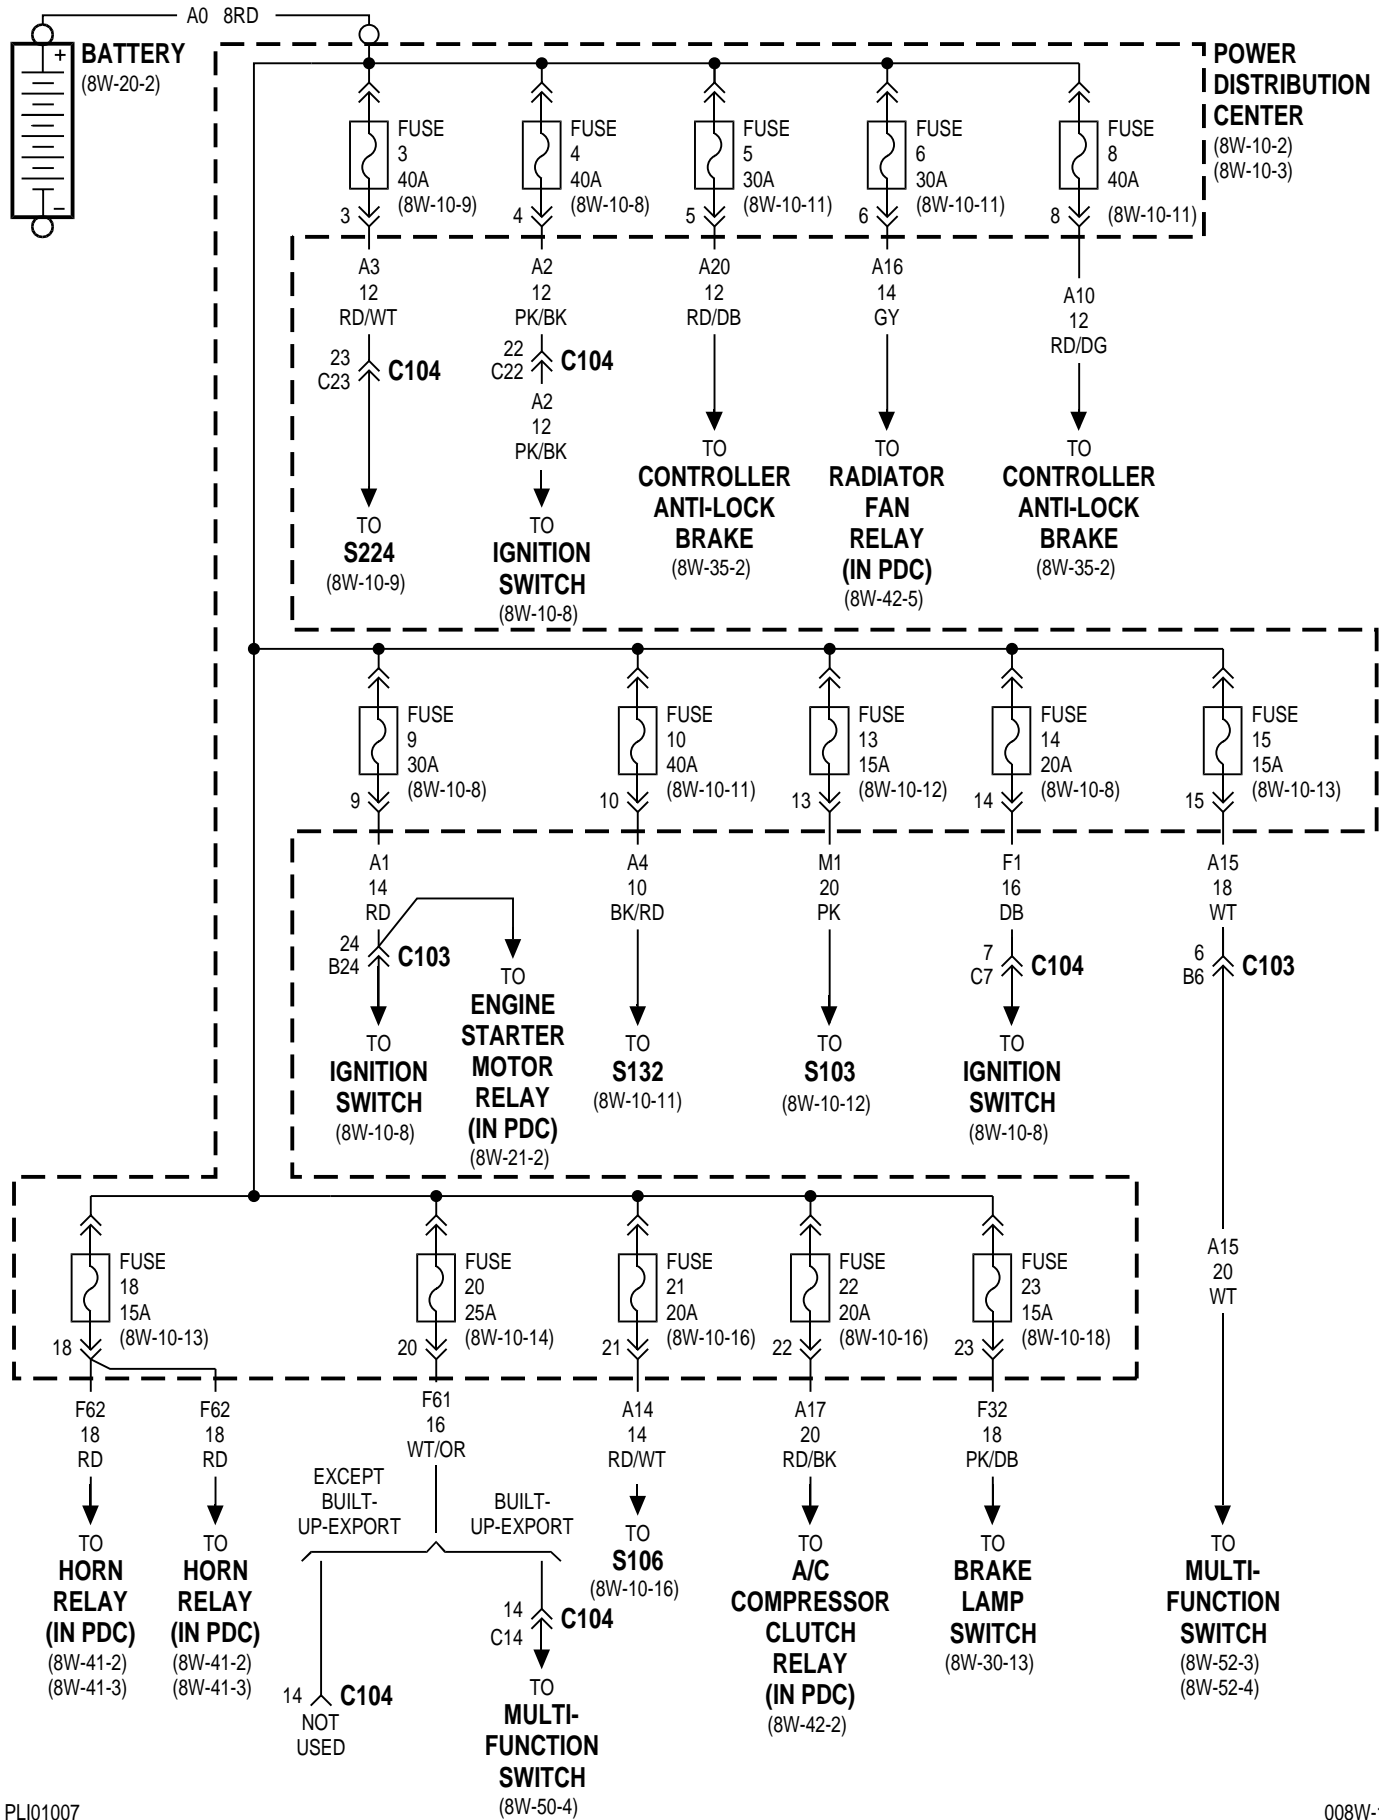 A0 8RD
+
BATTERY
(8W-20-2)
-
POWER
DISTRIBUTION
CENTER
(8W-10-2)
(8W-10-3)
FUSE
3
40A
(8W-10-9)
3
FUSE
4
40A
(8W-10-8)
4
FUSE
5
30A
(8W-10-11)
5
FUSE
6
30A
(8W-10-11)
6
FUSE
8
40A
(8W-10-11)
8
A3
12
RD/WT
23
C23
C104
TO
S224
(8W-10-9)
A2
12
PK/BK
22
C22
C104
A2
12
PK/BK
TO
IGNITION
SWITCH
(8W-10-8)
A20
12
RD/DB
TO
CONTROLLER
ANTI-LOCK
BRAKE
(8W-35-2)
A16
14
GY
TO
RADIATOR
FAN
RELAY
(IN PDC)
(8W-42-5)
A10
12
RD/DG
TO
CONTROLLER
ANTI-LOCK
BRAKE
(8W-35-2)
FUSE
9
30A
(8W-10-8)
9
FUSE
10
40A
(8W-10-11)
10
FUSE
13
15A
(8W-10-12)
13
FUSE
14
20A
(8W-10-8)
14
FUSE
15
15A
(8W-10-13)
15
A1
14
RD
24
B24
C103
TO
IGNITION
SWITCH
(8W-10-8)
TO
ENGINE
STARTER
MOTOR
RELAY
(IN PDC)
(8W-21-2)
A4
10
BK/RD
TO
S132
(8W-10-11)
M1
20
PK
TO
S103
(8W-10-12)
F1
16
DB
7
C7
C104
TO
IGNITION
SWITCH
(8W-10-8)
A15
18
WT
6
B6
C103
A15
20
WT
TO
MULTI-
FUNCTION
SWITCH
(8W-52-3)
(8W-52-4)
FUSE
18
15A
(8W-10-13)
18
FUSE
20
25A
(8W-10-14)
20
FUSE
21
20A
(8W-10-16)
21
FUSE
22
20A
(8W-10-16)
22
FUSE
23
15A
(8W-10-18)
23
F62
18
RD
TO
HORN
RELAY
(IN PDC)
(8W-41-2)
(8W-41-3)
F62
18
RD
TO
HORN
RELAY
(IN PDC)
(8W-41-2)
(8W-41-3)
F61
16
WT/OR
EXCEPT
BUILT-
UP-EXPORT
14
C104
NOT
USED
BUILT-
UP-EXPORT
14
C14
C104
TO
MULTI-
FUNCTION
SWITCH
(8W-50-4)
A14
14
RD/WT
TO
S106
(8W-10-16)
A17
20
RD/BK
TO
A/C
COMPRESSOR
CLUTCH
RELAY
(IN PDC)
(8W-42-2)
F32
18
PK/DB
TO
BRAKE
LAMP
SWITCH
(8W-30-13)
PLI01007
008W-